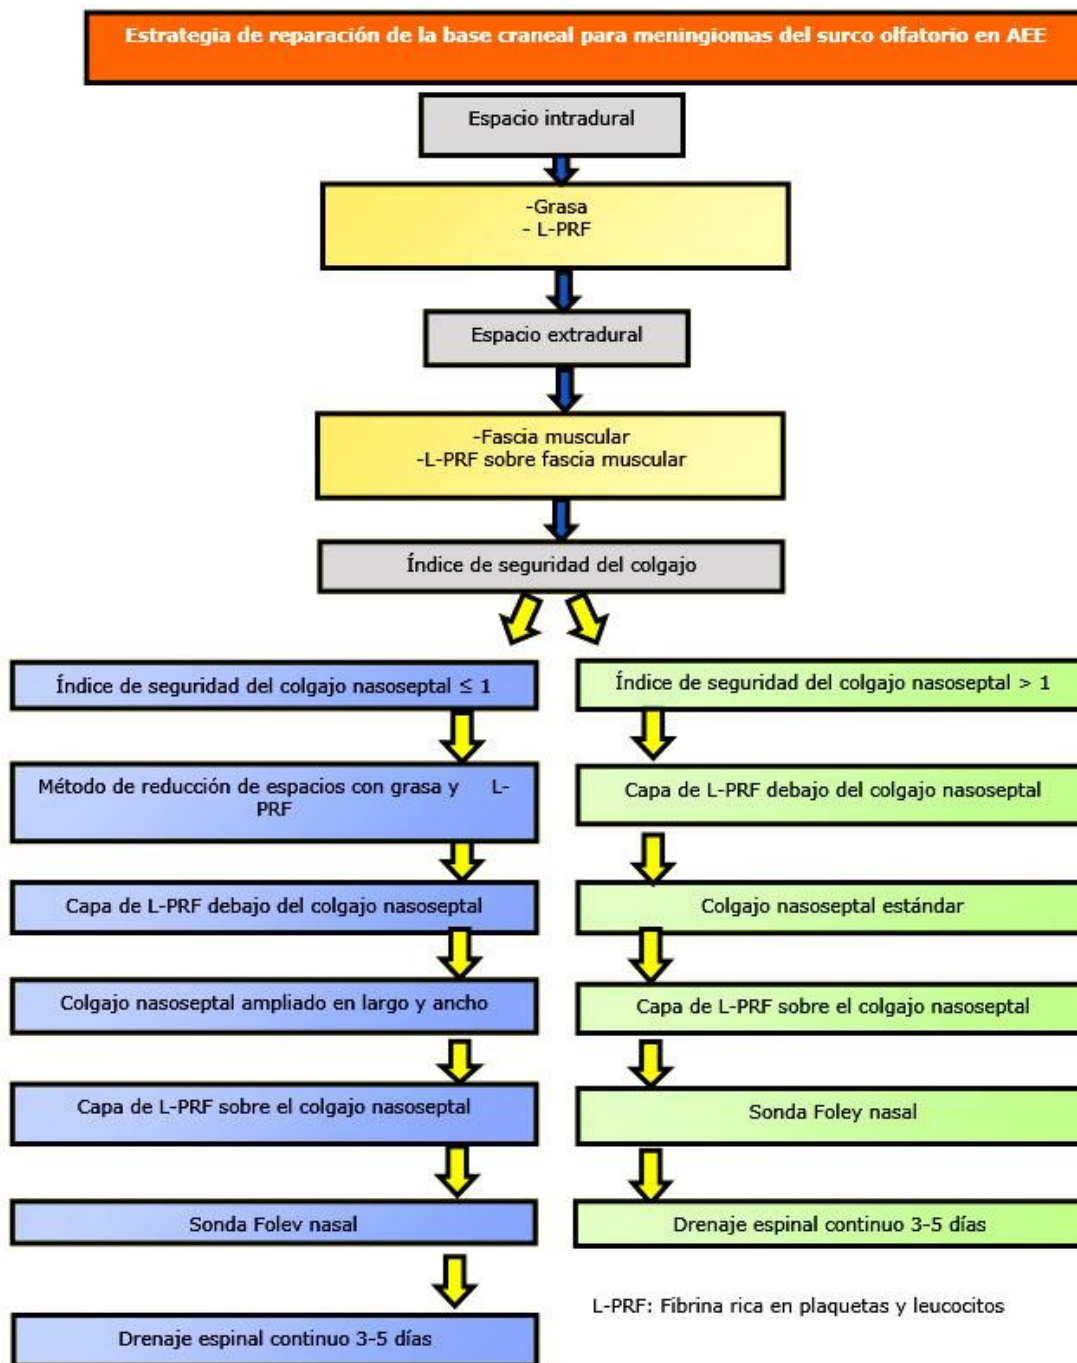 Estrategia de reparación de la base craneal para meningiomas del surco olfatorio en AEE
Espacio intradural
-Grasa
- L-PRF
Espacio extradural
-Fascia muscular
-L-PRF sobre fascia muscular
Índice de seguridad del colgajo
Índice de seguridad del colgajo nasoseptal ≤ 1
Método de reducción de espacios con grasa y L-
PRF
Capa de L-PRF debajo del colgajo nasoseptal
Colgajo nasoseptal ampliado en largo y ancho
Capa de L-PRF sobre el colgajo nasoseptal
Sonda Foley nasal
Drenaje espinal continuo 3-5 días
Índice de seguridad del colgajo nasoseptal > 1
Capa de L-PRF debajo del colgajo nasoseptal
Colgajo nasoseptal estándar
Capa de L-PRF sobre el colgajo nasoseptal
Sonda Foley nasal
Drenaje espinal continuo 3-5 días
L-PRF: Fibrina rica en plaquetas y leucocitos